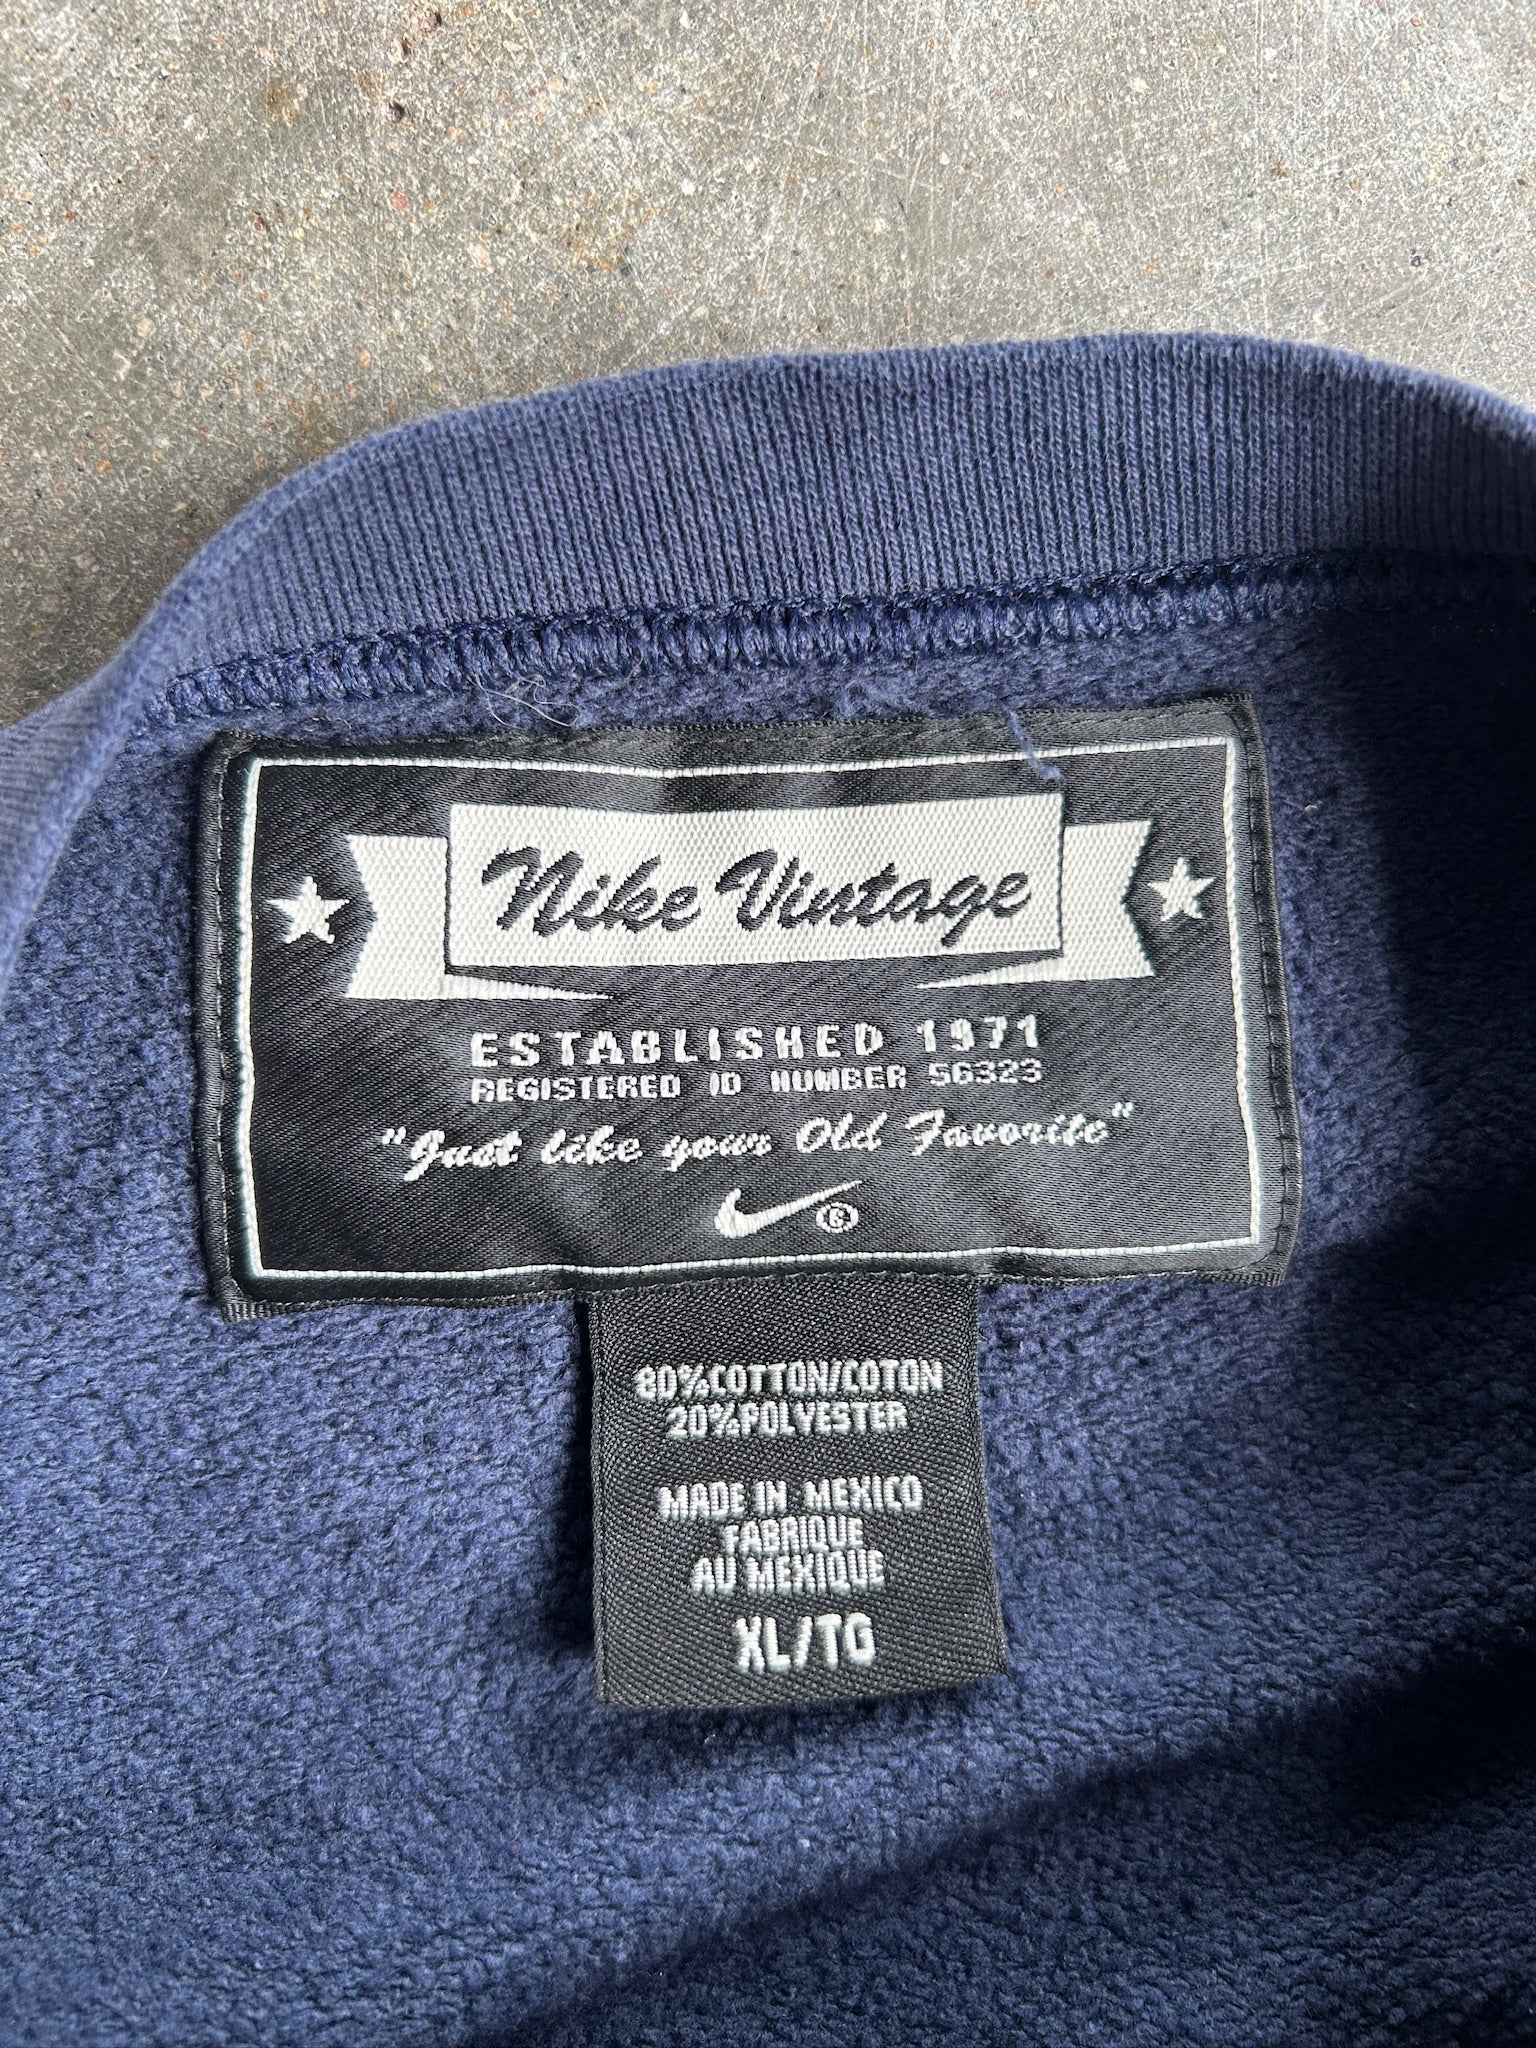 Nike Vintage
ESTABLISHED 1971
REGISTERED ID NUMBER 56323
"Just like your Old Favorite"
®
80%COTTON/COTON
20%POLYESTER
MADE IN MEXICO
FABRIQUE
AU MEXIQUE
XL/TG